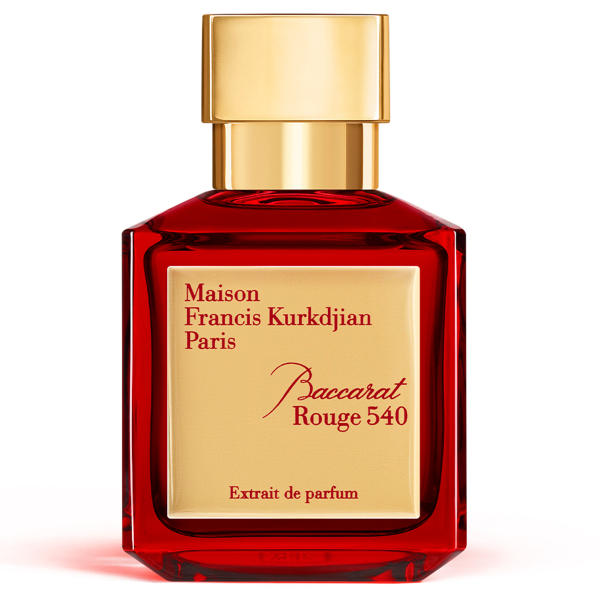 Maison
Francis Kurkdjian
Paris
Baccarat
Rouge 540
Extrait de parfum